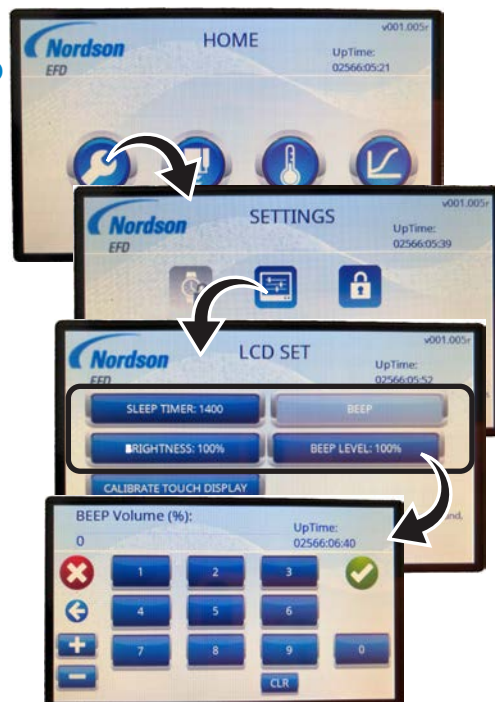 v001.005r
Nordson
EFD
HOME
UpTime:
02566:05:21
v001.005r
Nordson
EFD
SETTINGS
UpTime:
02566:05:39
v001.005r
Nordson
EFD
LCD SET
UpTime:
02566:05:52
SLEEP TIMER: 1400
BEEP
BRIGHTNESS: 100%
BEEP LEVEL: 100%
CALIBRATE TOUCH DISPLAY
BEEP Volume (%):
0
UpTime:
02566:06:40
1 2 3
4 5 6
+ 7 8 9 0
-
CLR